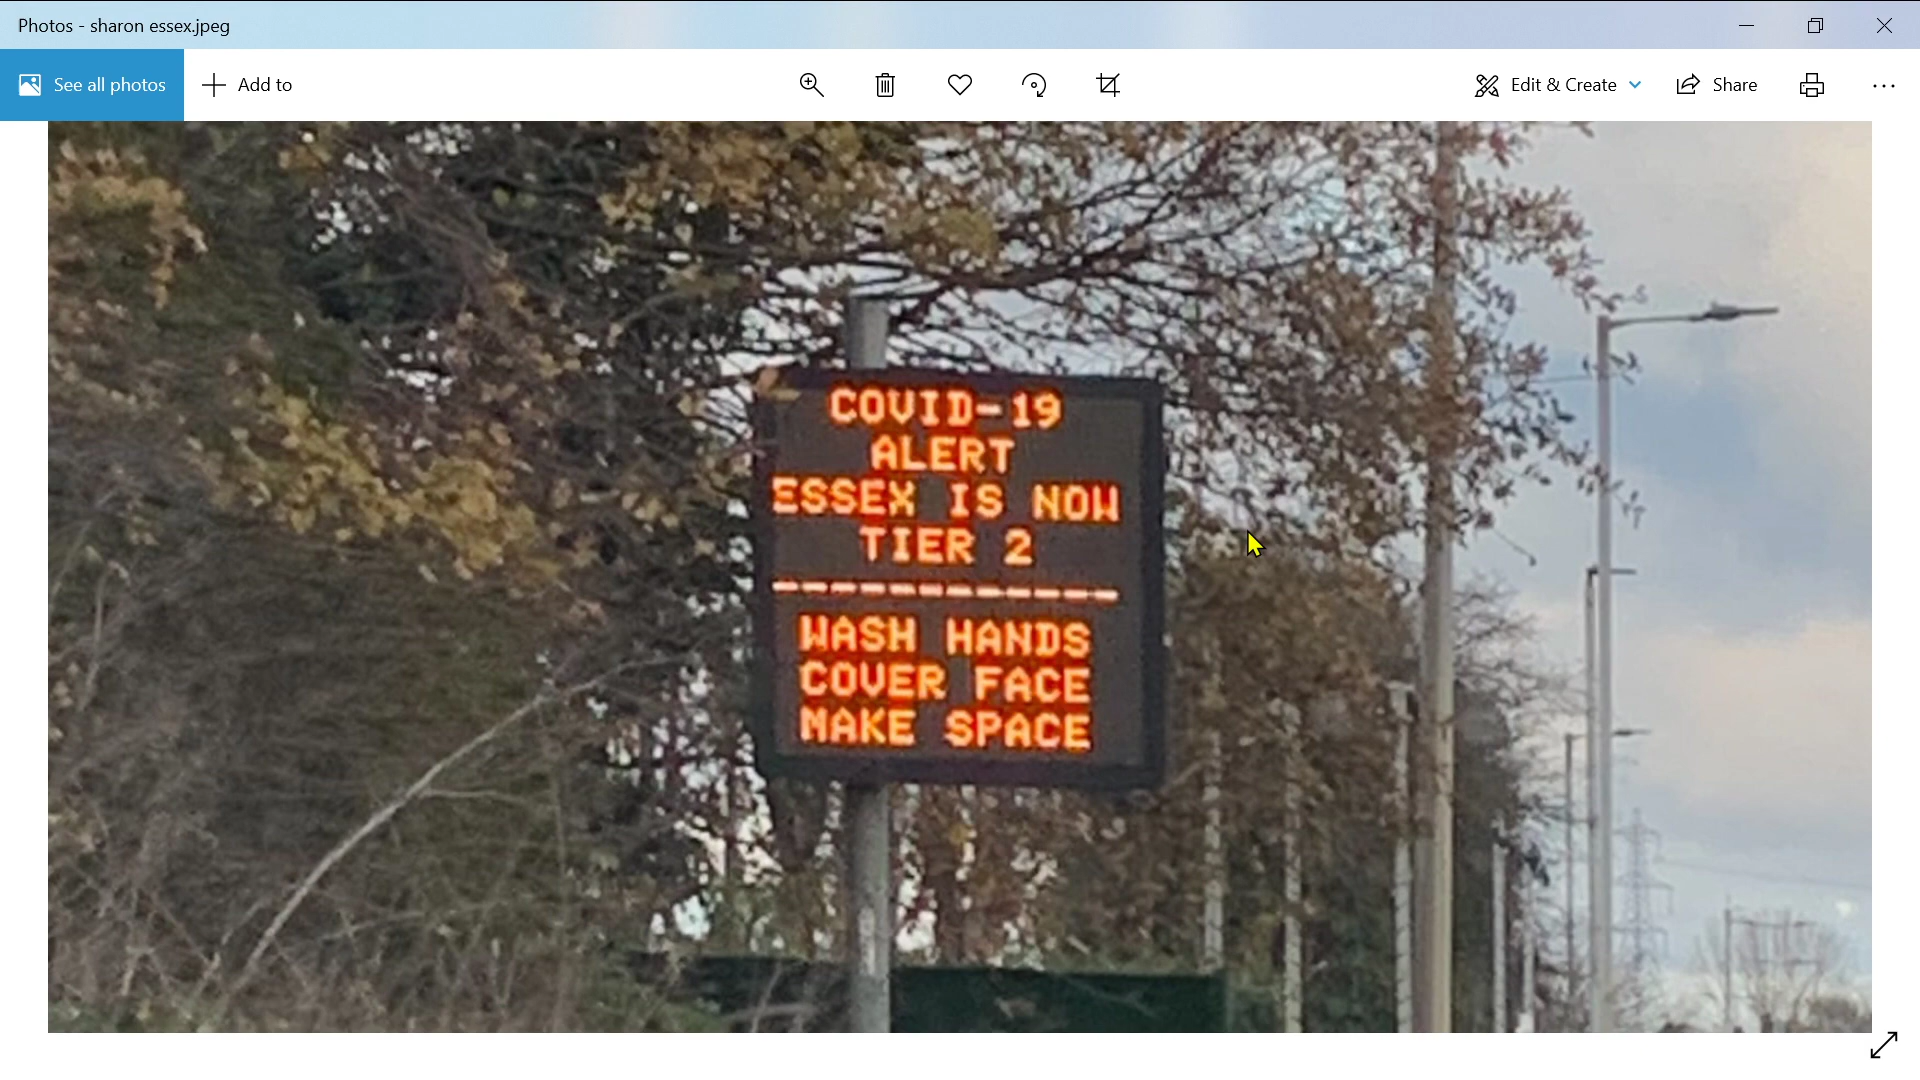 Photos - sharon essex.jpeg
See all photos
Add to
Edit & Create
Share
COVID-19
ALERT
ESSEX IS NOW
TIER 2
------------
WASH HANDS
COVER FACE
MAKE SPACE